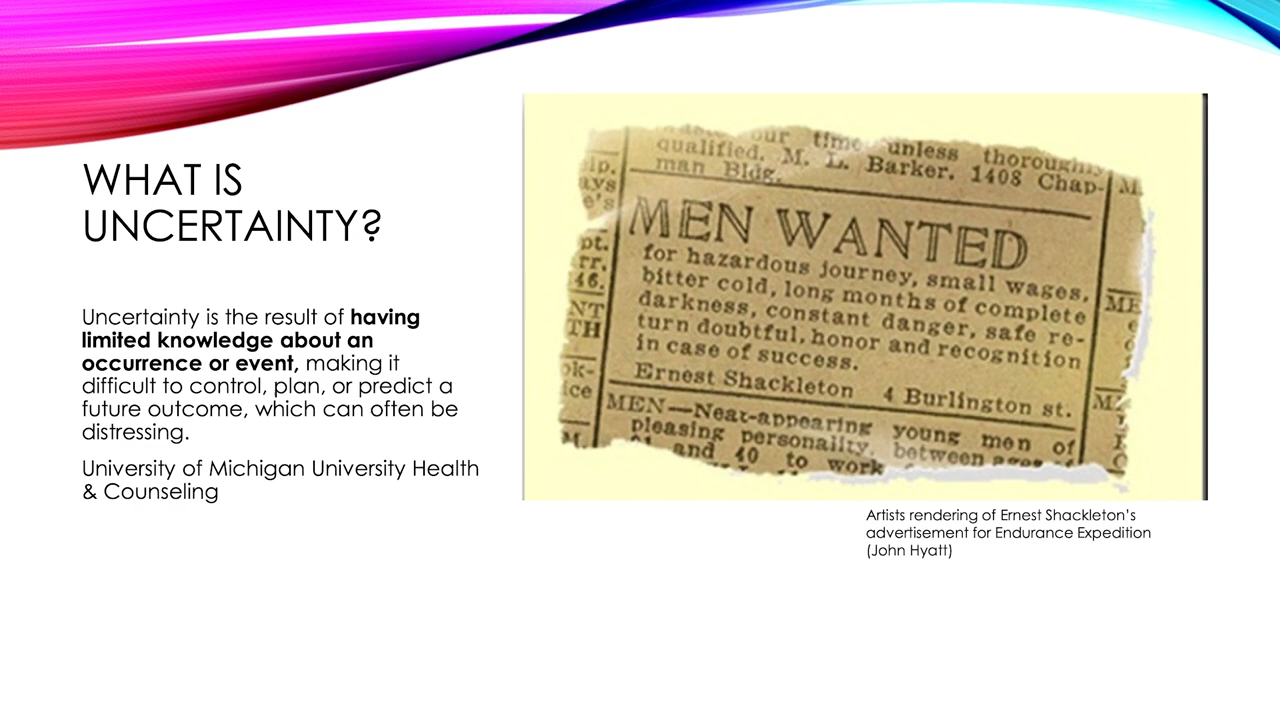 WHAT IS
UNCERTAINTY?
Uncertainty is the result of having
limited knowledge about an
occurrence or event, making it
difficult to control, plan, or predict a
future outcome, which can often be
distressing.
University of Michigan University Health
& Counseling
our time unless thoroughly
qualified. M. L. Barker. 1408 Chap-
man Bldg.
MEN WANTED
for hazardous journey, small wages,
bitter cold, long months of complete
darkness, constant danger, safe re-
turn doubtful, honor and recognition
in case of success.
Ernest Shackleton 4 Burlington st.
MEN—Neat-appearing young men of
pleasing personality, between ages of
and 40 to work
Artists rendering of Ernest Shackleton's
advertisement for Endurance Expedition
(John Hyatt)